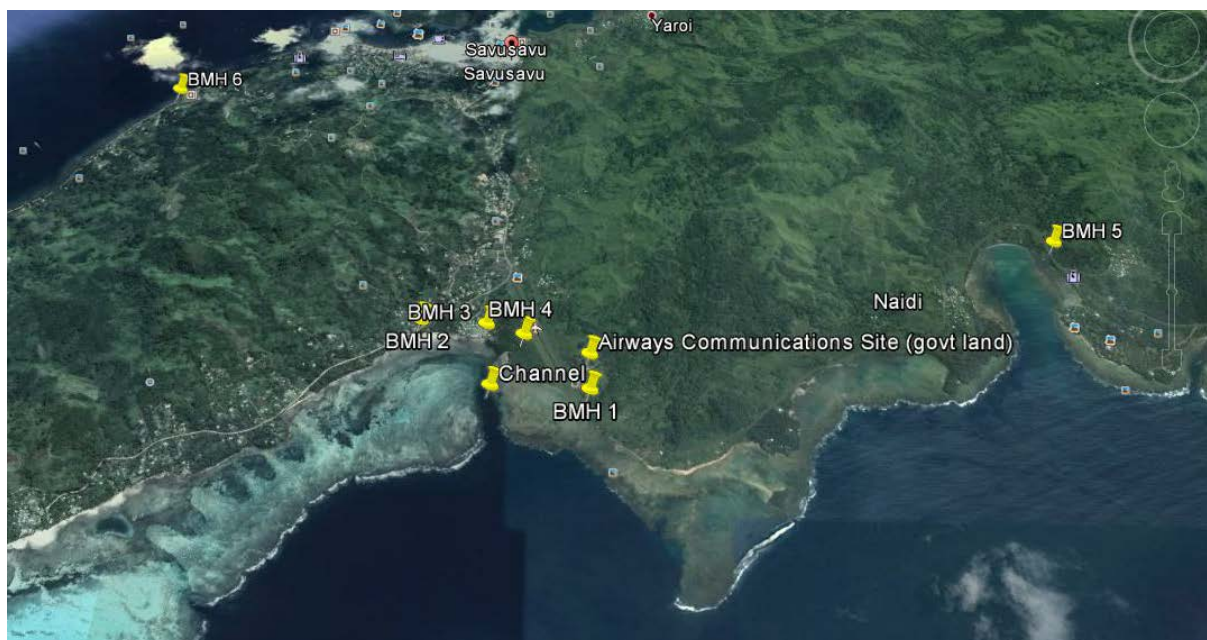 Yaroi
Savusavu
Savusavu
BMH 6
BMH 5
Naidi
BMH 3
BMH 4
BMH 2
Airways Communications Site (govt land)
Channel
BMH 1